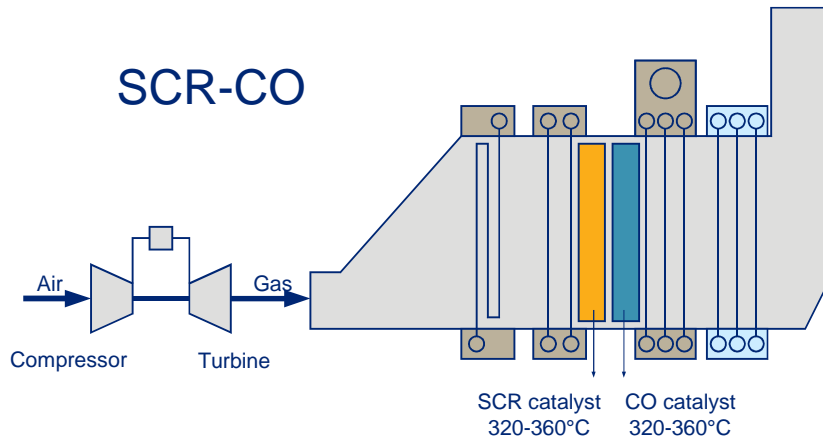 SCR-CO
Air
Gas
Compressor
Turbine
SCR catalyst
320-360°C
CO catalyst
320-360°C